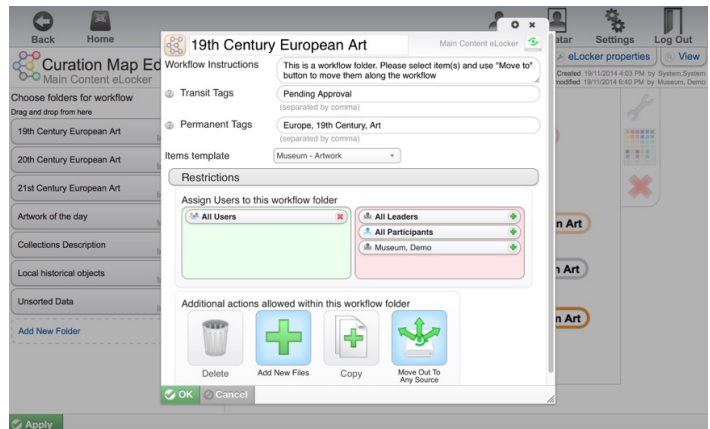 Back
Home
atar
Settings
Log Out
Curation Map Ed
Main Content eLocker
eLocker properties
View
Created 19/11/2014 4:03 PM by System,System
modified 19/11/2014 6:40 PM by Museum, Demo
Choose folders for workflow
Drag and drop from here
19th Century European Art
20th Century European Art
21st Century European Art
Artwork of the day
Collections Description
Local historical objects
Unsorted Data
Add New Folder
Apply
19th Century European Art
Main Content eLocker
Workflow Instructions
This is a workflow folder. Please select item(s) and use "Move to"
button to move them along the workflow
Transit Tags
Pending Approval
(separated by comma)
Permanent Tags
Europe, 19th Century, Art
(separated by comma)
Items template
Museum - Artwork
Restrictions
Assign Users to this workflow folder
All Users
All Leaders
All Participants
Museum, Demo
Additional actions allowed within this workflow folder
Delete
Add New Files
Copy
Move Out To
Any Source
OK
Cancel
n Art
n Art
n Art